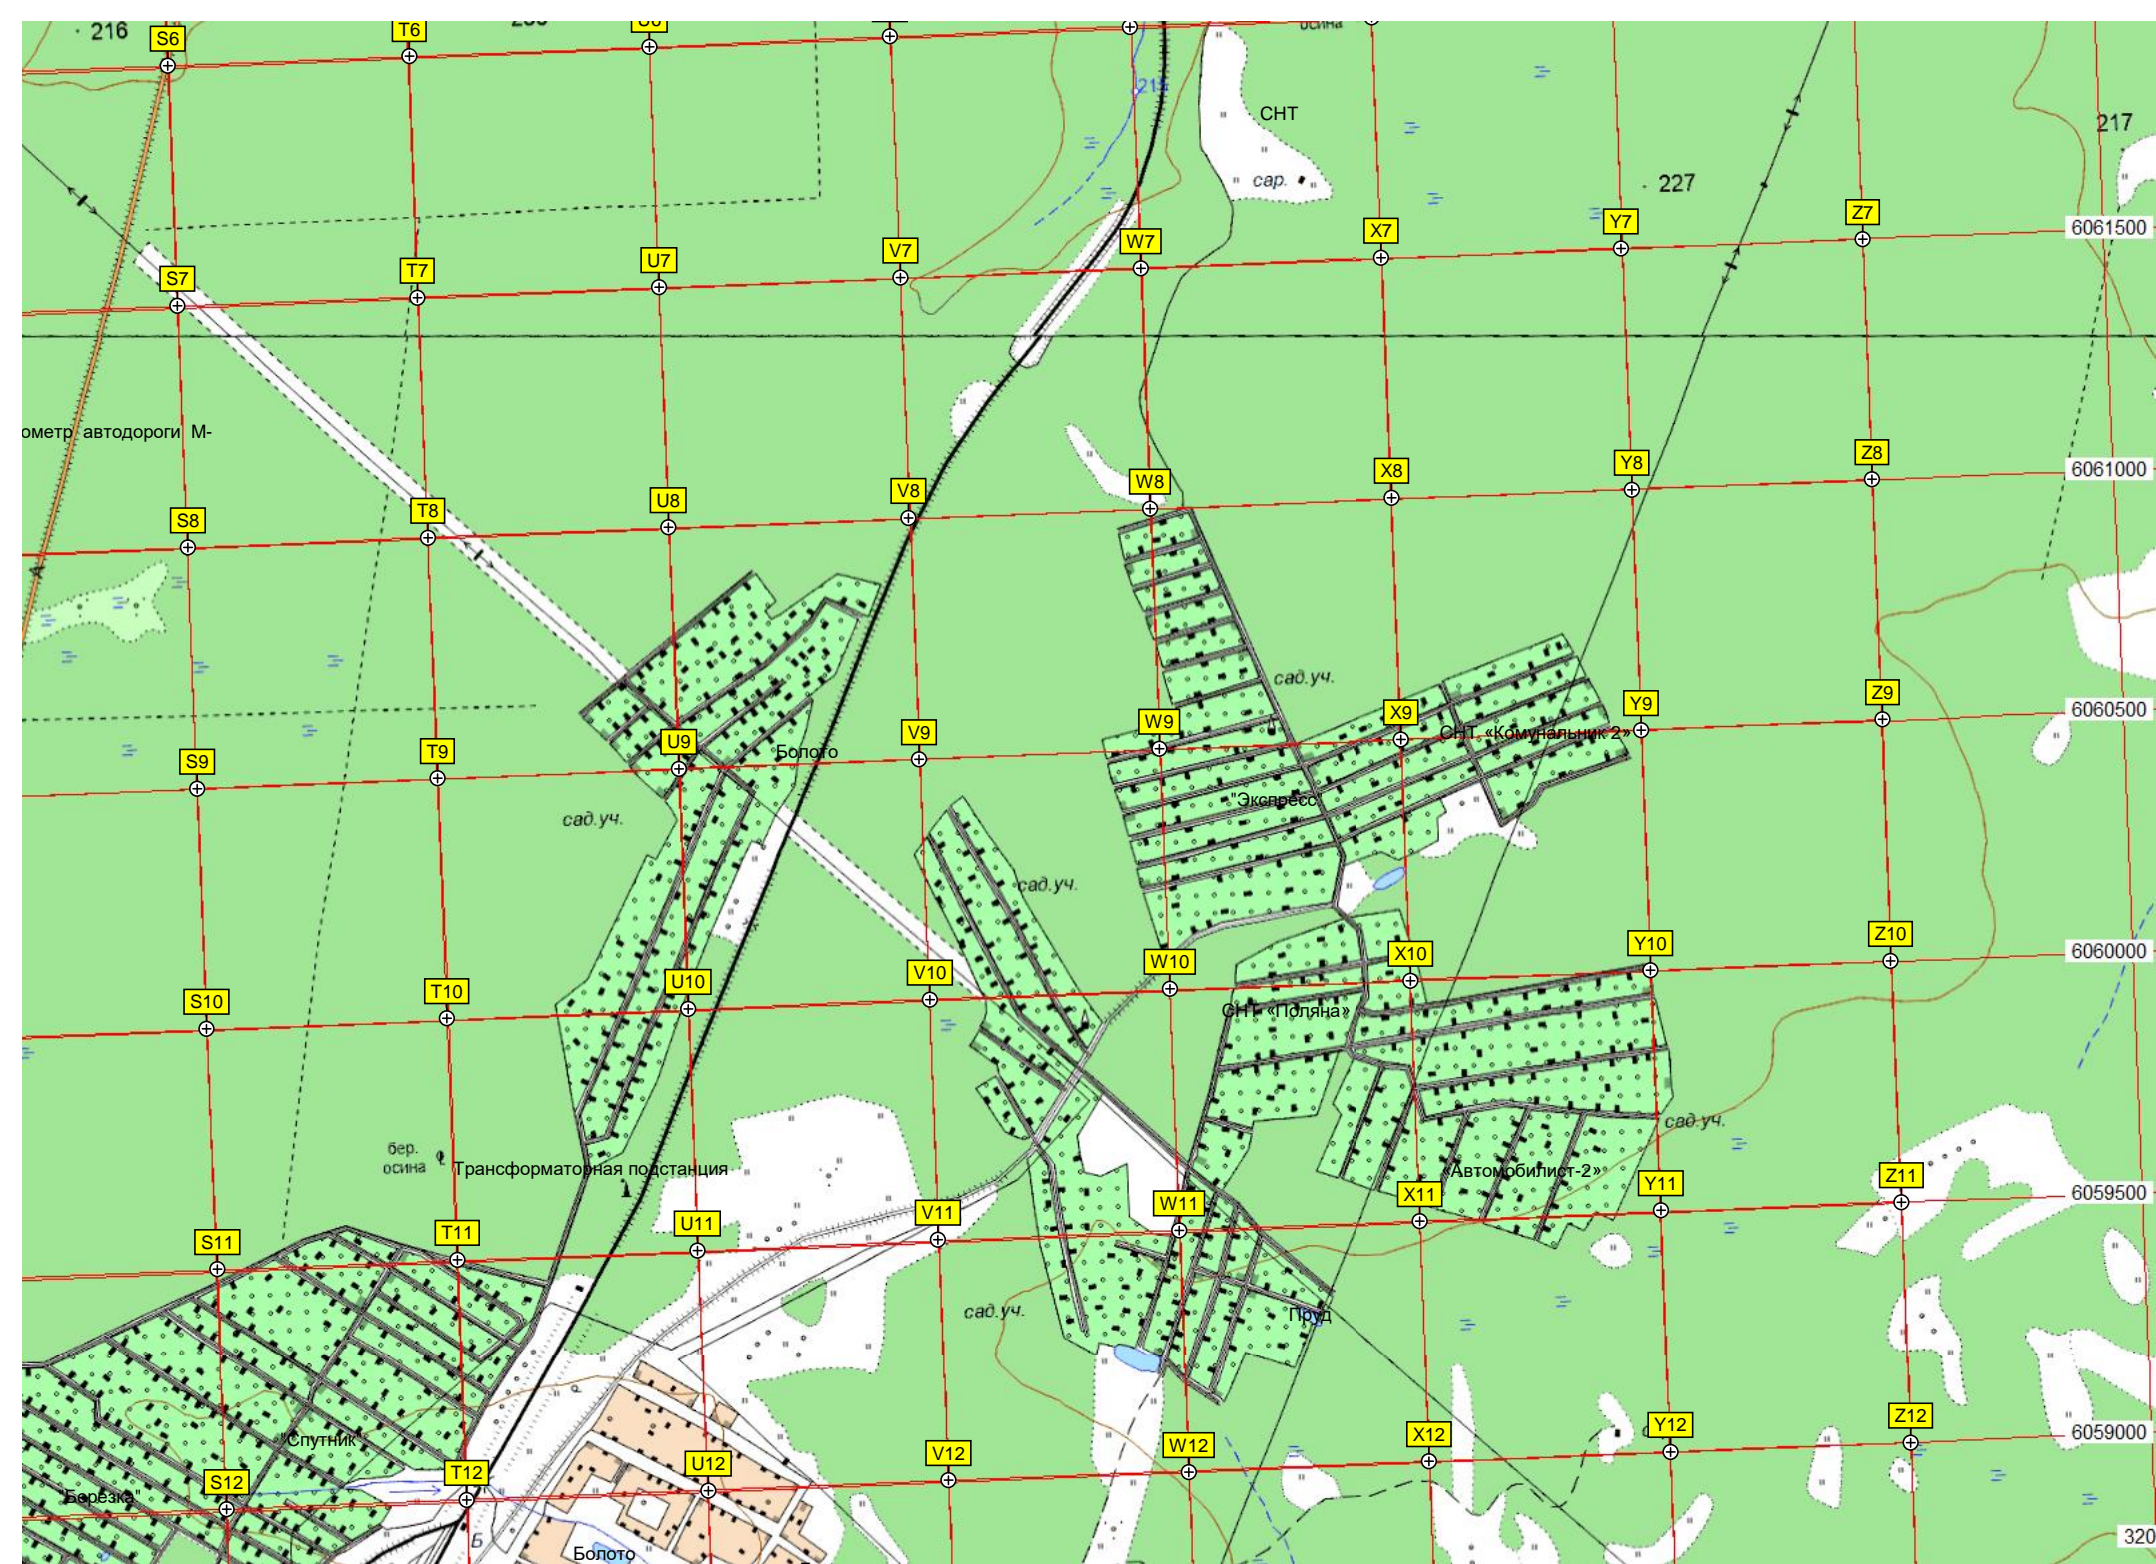 216
S6
T6
осина
215
СНТ
217
сар.
227
S7
T7
U7
V7
W7
X7
Y7
Z7
6061500
ометр автодороги М-
S8
T8
U8
V8
W8
X8
Y8
Z8
6061000
сад.уч.
S9
T9
U9
Болото
V9
W9
X9
СНТ «Комунальник 2»
Y9
Z9
6060500
"Экспресс"
сад.уч.
сад.уч.
S10
T10
U10
V10
W10
X10
Y10
Z10
6060000
СНТ «Поляна»
бер.
осина
Трансформаторная подстанция
сад.уч.
«Автомобилист-2»
S11
T11
U11
V11
W11
X11
Y11
Z11
6059500
сад.уч.
Пруд
"Спутник"
Березка"
S12
T12
U12
V12
W12
X12
Y12
Z12
6059000
Б
Болото
320